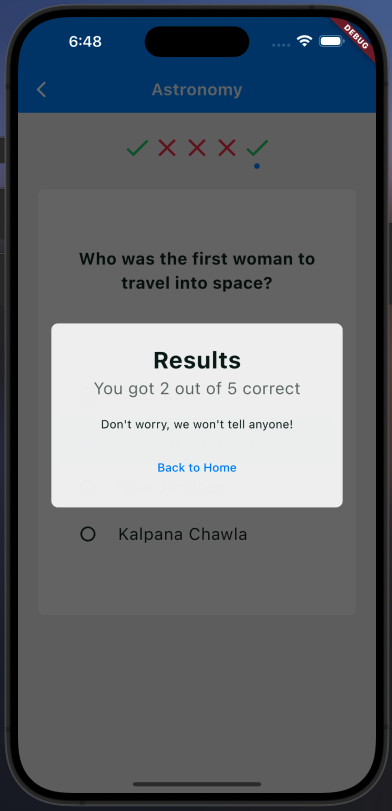 6:48
DEBUG
Astronomy
Who was the first woman to
travel into space?
Results
You got 2 out of 5 correct
Don't worry, we won't tell anyone!
Back to Home
Kalpana Chawla